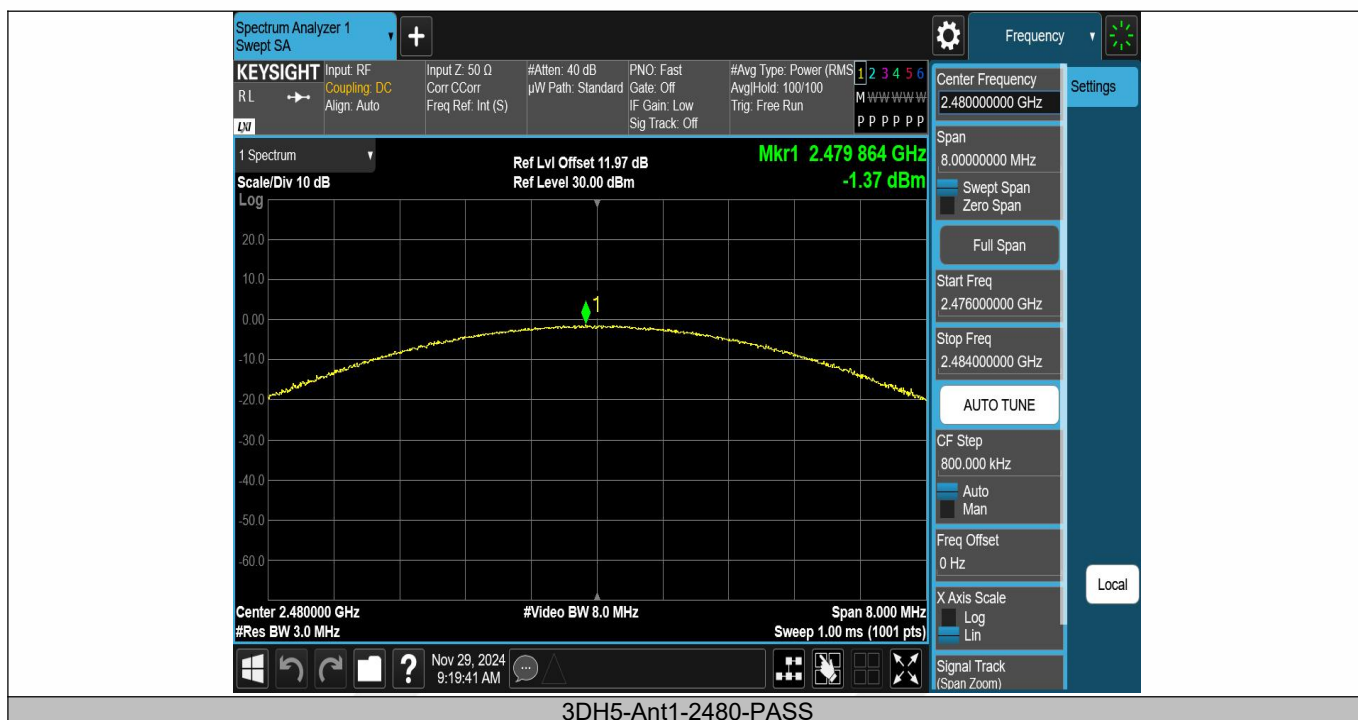 Spectrum Analyzer 1
Swept SA
Frequency
KEYSIGHT
RL
LXI
Input: RF
Coupling: DC
Align: Auto
Input Z: 50 Ω
Corr CCorr
Freq Ref: Int (S)
#Atten: 40 dB
µW Path: Standard
PNO: Fast
Gate: Off
IF Gain: Low
Sig Track: Off
#Avg Type: Power (RMS
Avg|Hold: 100/100
Trig: Free Run
1 2 3 4 5 6
M W W W W W
P P P P P P
1 Spectrum
Scale/Div 10 dB
Log
Ref Lvl Offset 11.97 dB
Ref Level 30.00 dBm
Mkr1 2.479 864 GHz
-1.37 dBm
20.0
10.0
0.00
-10.0
-20.0
-30.0
-40.0
-50.0
-60.0
1
Center 2.480000 GHz
#Res BW 3.0 MHz
#Video BW 8.0 MHz
Span 8.000 MHz
Sweep 1.00 ms (1001 pts)
Center Frequency
2.480000000 GHz
Settings
Span
8.00000000 MHz
Swept Span
Zero Span
Full Span
Start Freq
2.476000000 GHz
Stop Freq
2.484000000 GHz
AUTO TUNE
CF Step
800.000 kHz
Auto
Man
Freq Offset
0 Hz
X Axis Scale
Log
Lin
Local
Signal Track
(Span Zoom)
?
Nov 29, 2024
9:19:41 AM
3DH5-Ant1-2480-PASS